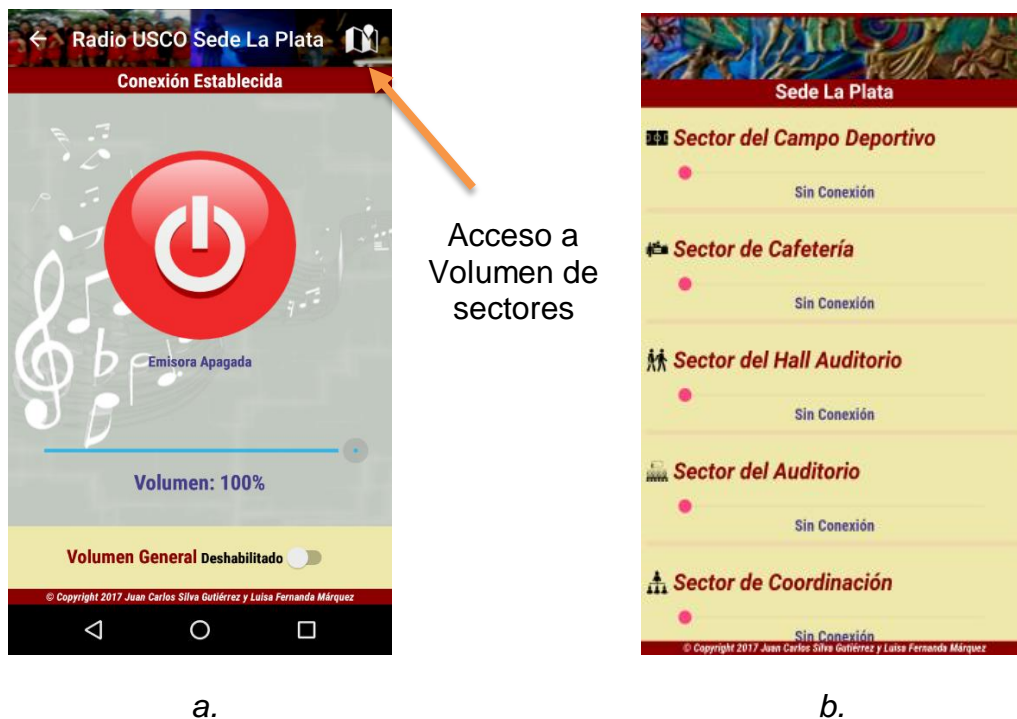 Radio USCO Sede La Plata
Conexión Establecida
Emisora Apagada
Volumen: 100%
Volumen General Deshabilitado
© Copyright 2017 Juan Carlos Silva Gutiérrez y Luisa Fernanda Márquez
a.
Acceso a
Volumen de
sectores
Sede La Plata
Sector del Campo Deportivo
Sin Conexión
Sector de Cafetería
Sin Conexión
Sector del Hall Auditorio
Sin Conexión
Sector del Auditorio
Sin Conexión
Sector de Coordinación
Sin Conexión
© Copyright 2017 Juan Carlos Silva Gutiérrez y Luisa Fernanda Márquez
b.